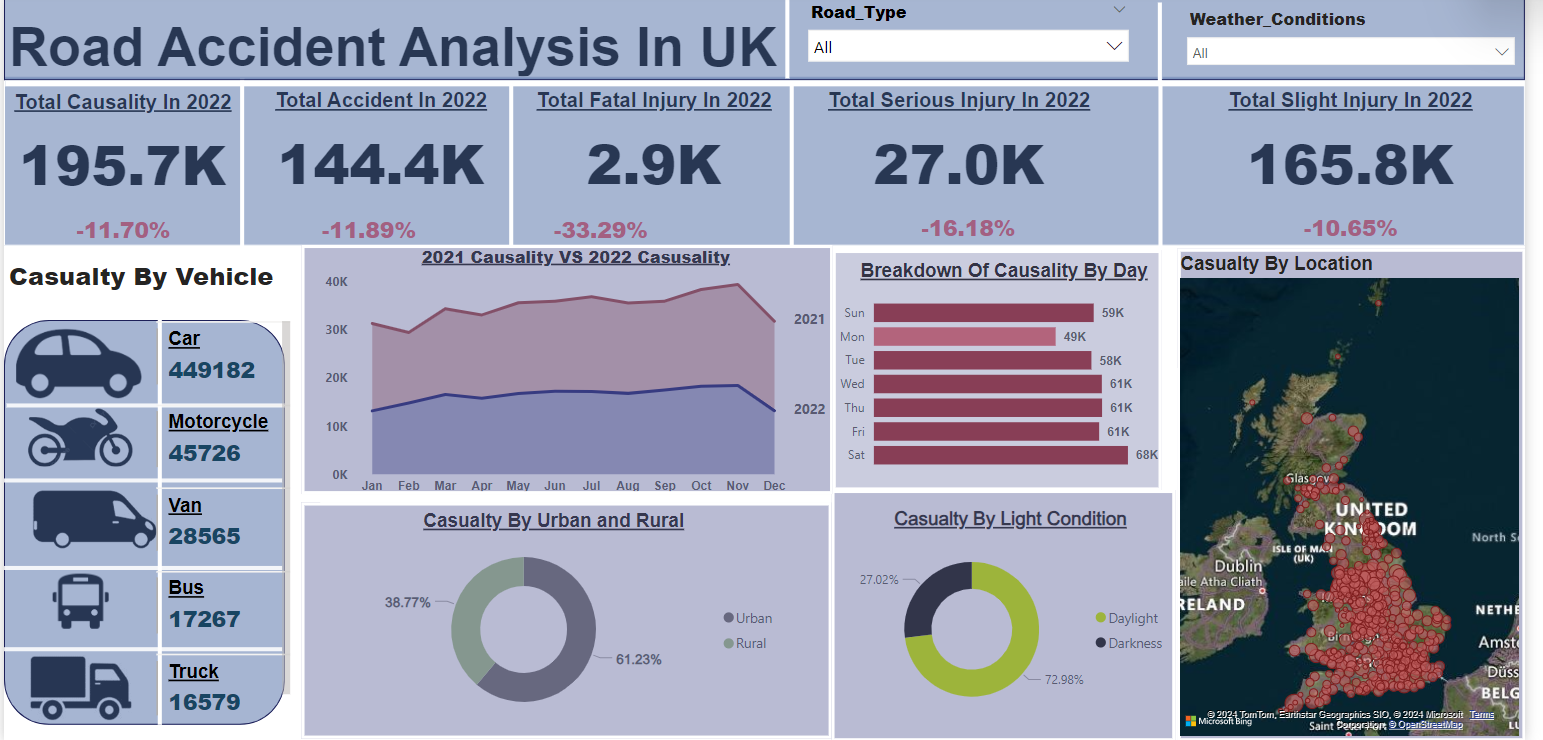 Road Accident Analysis In UK
Road_Type
All
Weather_Conditions
All
Total Causality In 2022
195.7K
-11.70%
Total Accident In 2022
144.4K
-11.89%
Total Fatal Injury In 2022
2.9K
-33.29%
Total Serious Injury In 2022
27.0K
-16.18%
Total Slight Injury In 2022
165.8K
-10.65%
Casualty By Vehicle
Car
449182
Motorcycle
45726
Van
28565
Bus
17267
Truck
16579
2021 Causality VS 2022 Casusality
40K
30K
20K
10K
0K
2021
2022
Jan Feb Mar Apr May Jun Jul Aug Sep Oct Nov Dec
Breakdown Of Causality By Day
Sun 59K
Mon 49K
Tue 58K
Wed 61K
Thu 61K
Fri 61K
Sat 68K
Casualty By Urban and Rural
38.77%
61.23%
Urban
Rural
Casualty By Light Condition
27.02%
72.98%
Daylight
Darkness
Casualty By Location
Glasgow
UNITED
KINGDOM
North S
ISLE OF MAN
(UK)
Dublin
aile Atha Cliath
RELAND
NETHE
Amst
Düss
BELG
LU
© 2024 TomTom, Earthstar Geographics SIO, © 2024 Microsoft Corporation, © OpenStreetMap Terms
Microsoft Bing
Saint Peter Port